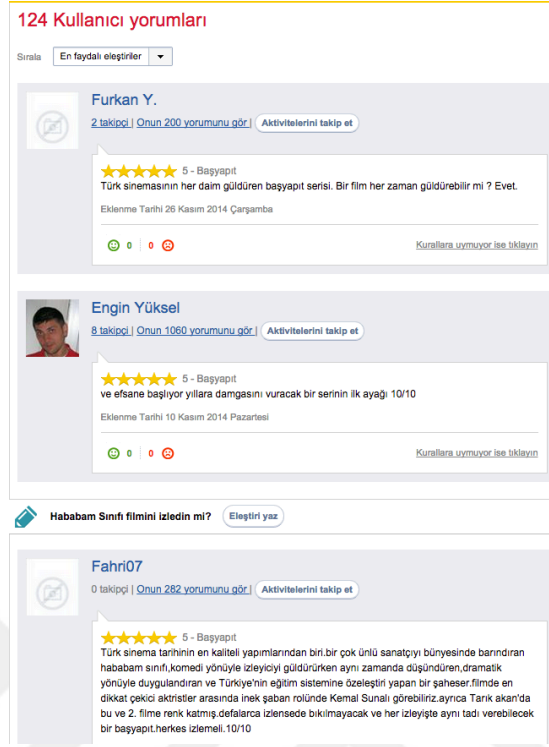 124 Kullanıcı yorumları
Sırala En faydalı eleştiriler
Furkan Y.
2 takipçi | Onun 200 yorumunu gör | Aktivitelerini takip et
5 - Başyapıt
Türk sinemasının her daim güldüren başyapıt serisi. Bir film her zaman güldürebilir mi ? Evet.
Eklenme Tarihi 26 Kasım 2014 Çarşamba
0 0 Kurallara uymuyor ise tıklayın
Engin Yüksel
8 takipçi | Onun 1060 yorumunu gör | Aktivitelerini takip et
5 - Başyapıt
ve efsane başlıyor yıllara damgasını vuracak bir serinin ilk ayağı 10/10
Eklenme Tarihi 10 Kasım 2014 Pazartesi
0 0 Kurallara uymuyor ise tıklayın
Hababam Sınıfı filmini izledin mi? Eleştiri yaz
Fahri07
0 takipçi | Onun 282 yorumunu gör | Aktivitelerini takip et
5 - Başyapıt
Türk sinema tarihinin en kaliteli yapımlarından biri.bir çok ünlü sanatçıyı bünyesinde barındıran
hababam sınıfı,komedi yönüyle izleyiciyi güldürürken aynı zamanda düşündüren,dramatik
yönüyle duygulandıran ve Türkiye'nin eğitim sistemine özeleştiri yapan bir şaheser.filmde en
dikkat çekici aktristler arasında inek şaban rolünde Kemal Sunalı görebiliriz.ayrıca Tarık akan'da
bu ve 2. filme renk katmış.defalarca izlensede bıkılmayacak ve her izleyişte aynı tadı verebilecek
bir başyapıt.herkes izlemeli.10/10